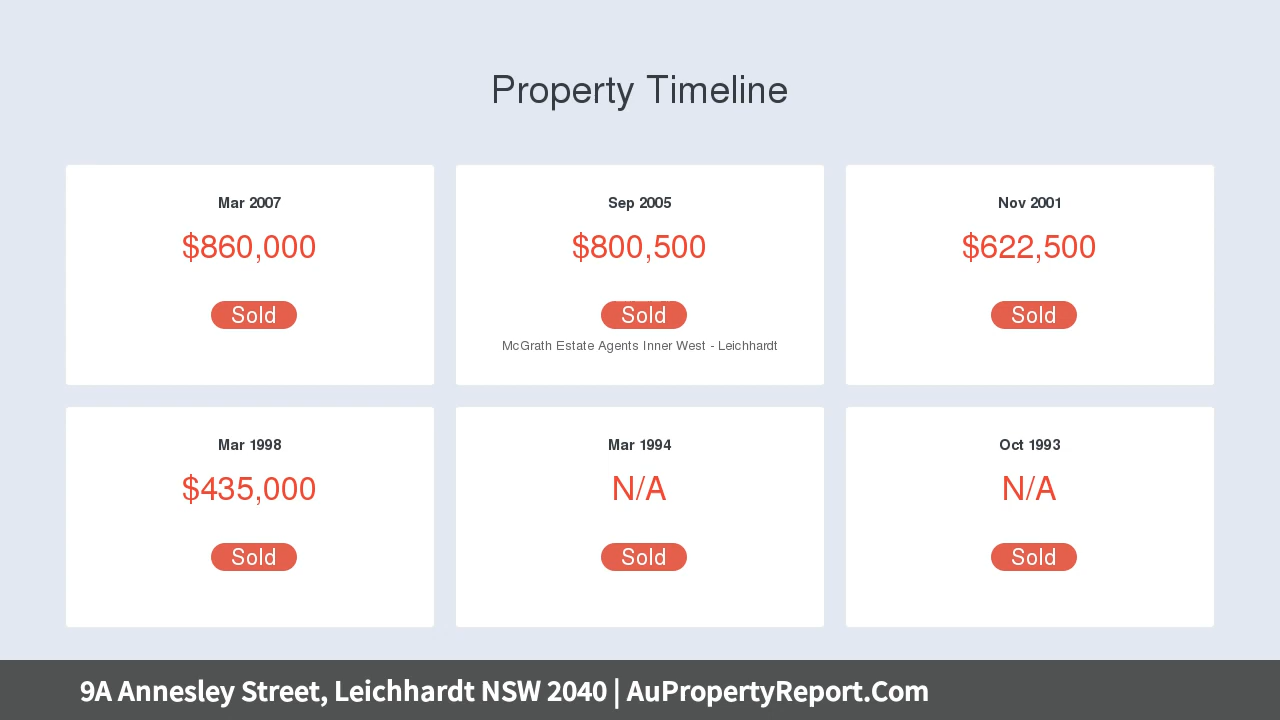 Property Timeline
Mar 2007
$860,000
Sold
Sep 2005
$800,500
Sold
McGrath Estate Agents Inner West - Leichhardt
Nov 2001
$622,500
Sold
Mar 1998
$435,000
Sold
Mar 1994
N/A
Sold
Oct 1993
N/A
Sold
9A Annesley Street, Leichhardt NSW 2040 | AuPropertyReport.Com